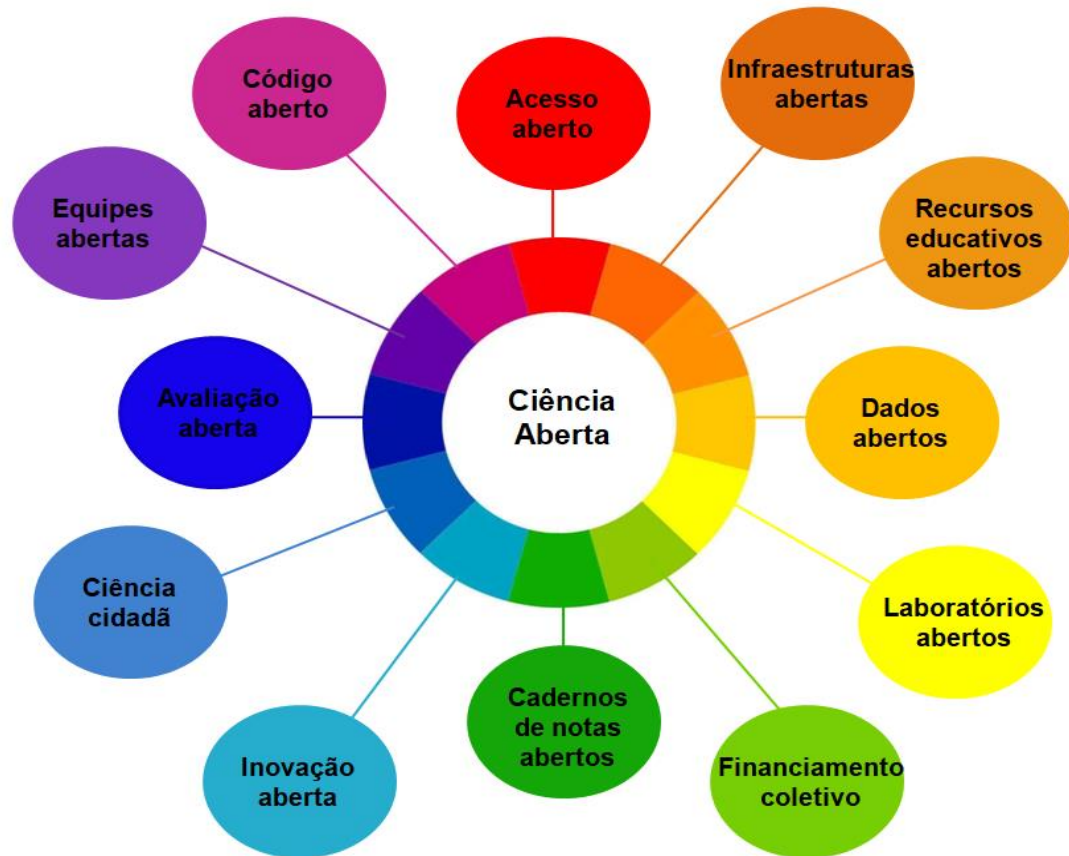 Código
aberto
Acesso
aberto
Infraestruturas
abertas
Equipes
abertas
Recursos
educativos
abertos
Avaliação
aberta
Ciência
Aberta
Dados
abertos
Ciência
cidadã
Laboratórios
abertos
Inovação
aberta
Cadernos
de notas
abertos
Financiamento
coletivo